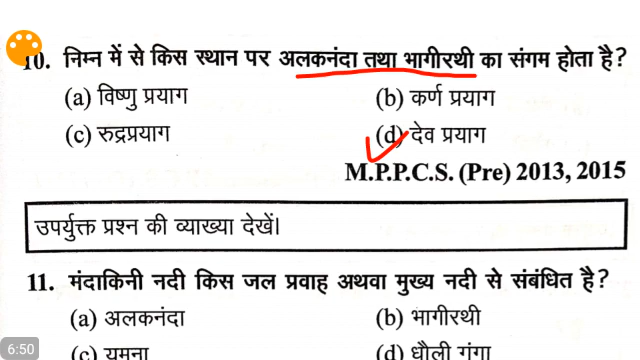 10. निम्न में से किस स्थान पर अलकनंदा तथा भागीरथी का संगम होता है?
(a) विष्णु प्रयाग (b) कर्ण प्रयाग
(c) रुद्रप्रयाग (d) देव प्रयाग
M.P.P.C.S. (Pre) 2013, 2015
उपर्युक्त प्रश्न की व्याख्या देखें।
11. मंदाकिनी नदी किस जल प्रवाह अथवा मुख्य नदी से संबंधित है?
(a) अलकनंदा (b) भागीरथी
(c) यमुना (d) धौली गंगा
6:50